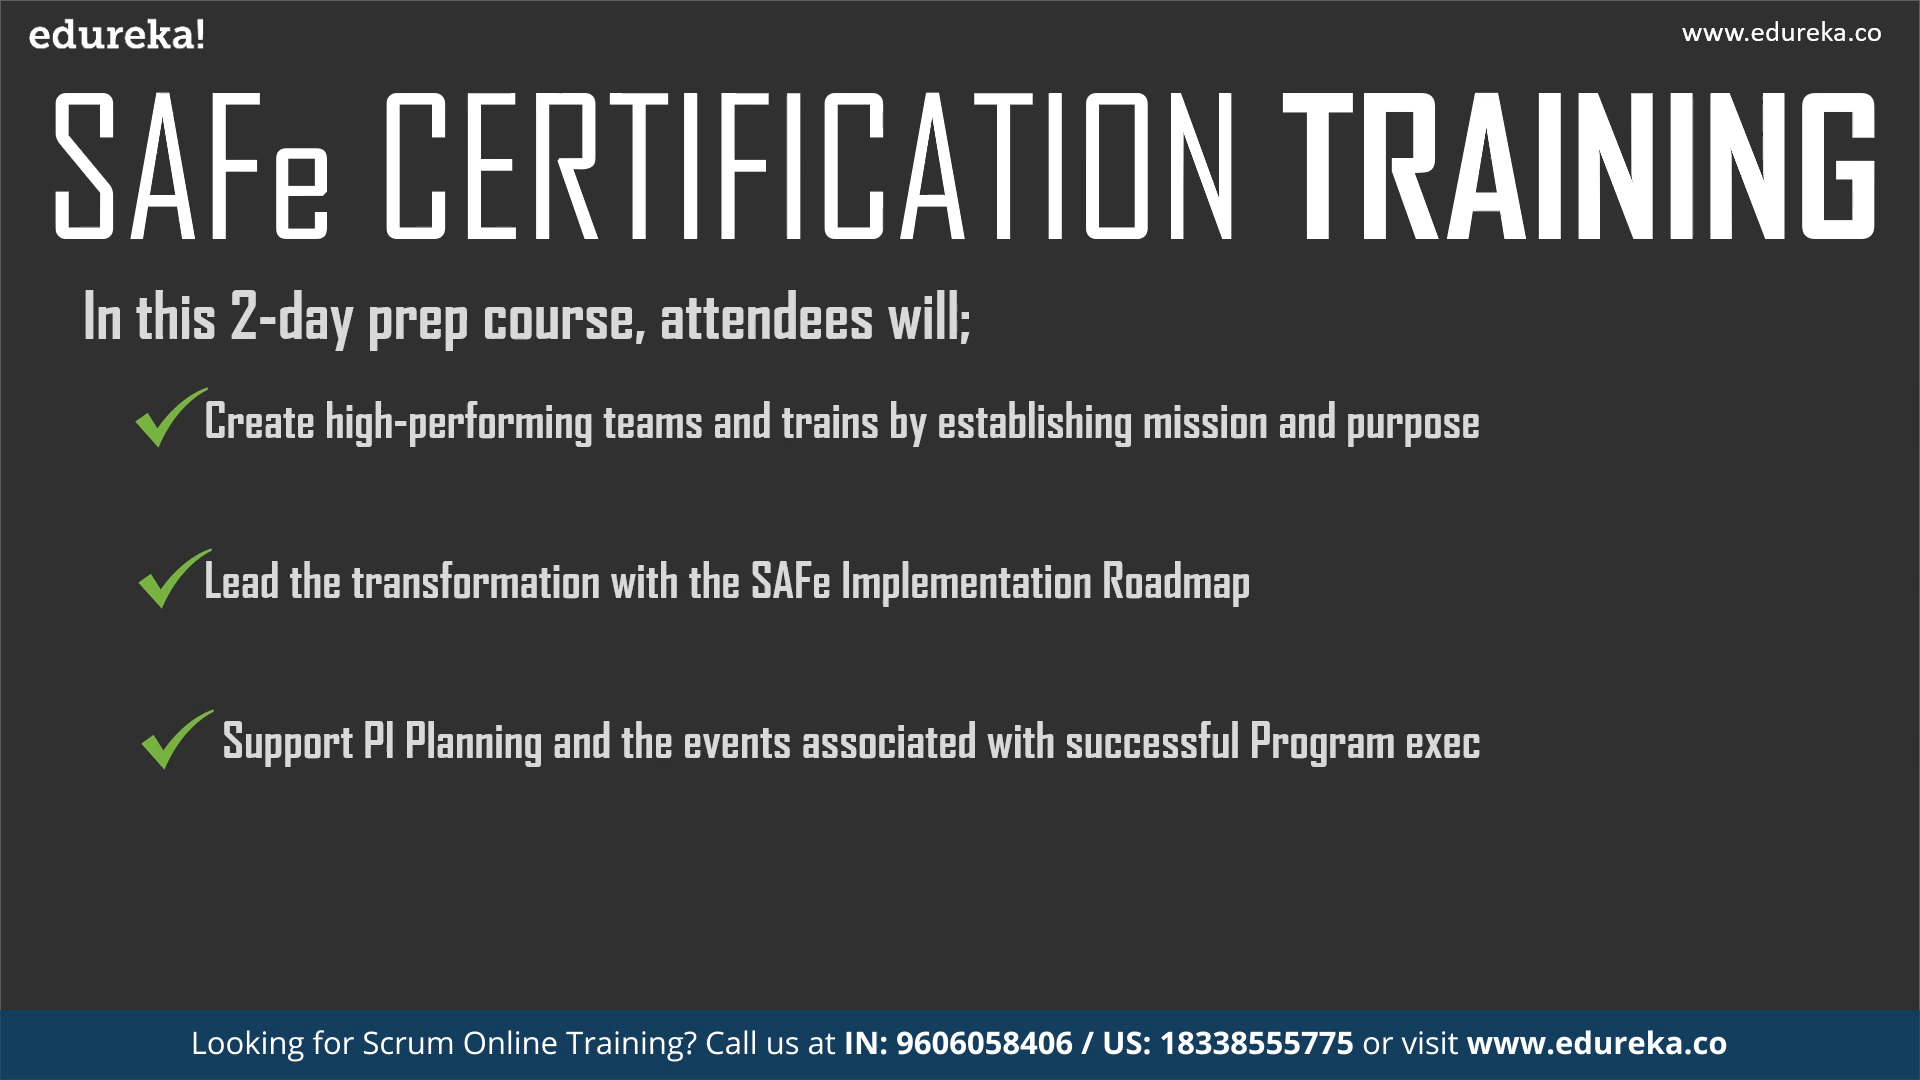 edureka!
www.edureka.co
SAFe CERTIFICATION TRAINING
In this 2-day prep course, attendees will;
Create high-performing teams and trains by establishing mission and purpose
Lead the transformation with the SAFe Implementation Roadmap
Support PI Planning and the events associated with successful Program exec
Looking for Scrum Online Training? Call us at IN: 9606058406 / US: 18338555775 or visit www.edureka.co